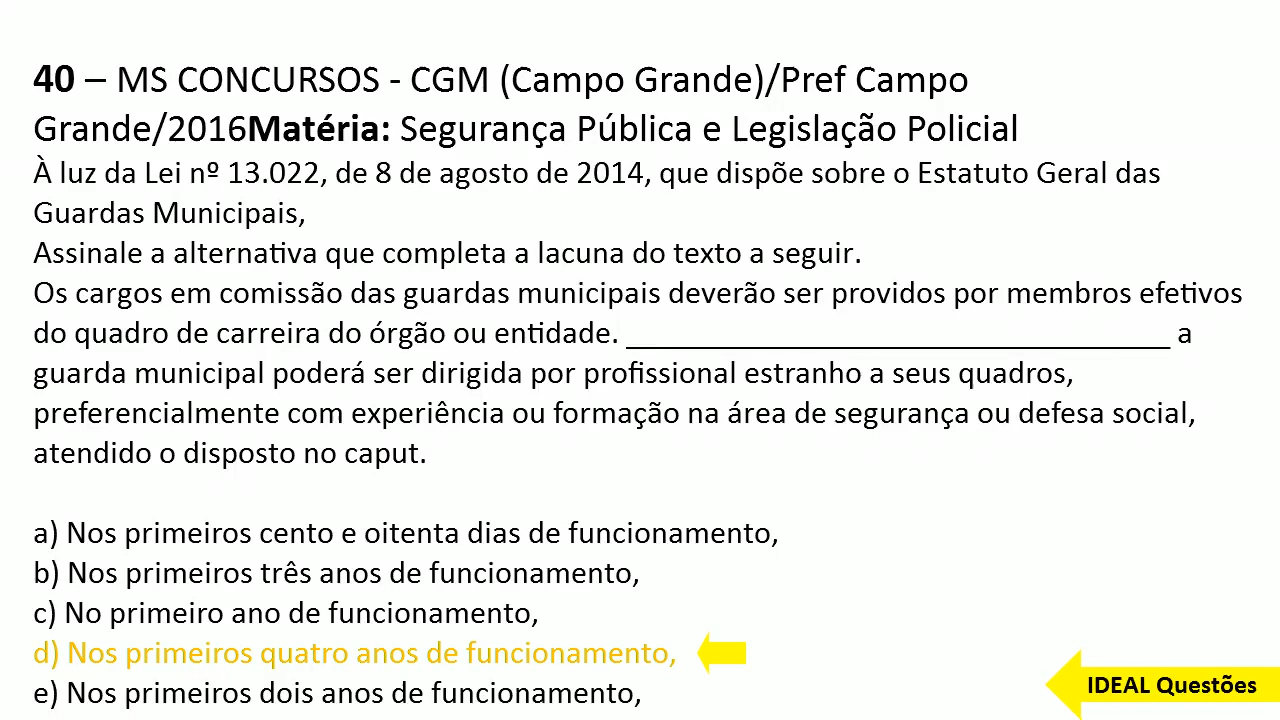 40 – MS CONCURSOS - CGM (Campo Grande)/Pref Campo
Grande/2016Matéria: Segurança Pública e Legislação Policial
À luz da Lei nº 13.022, de 8 de agosto de 2014, que dispõe sobre o Estatuto Geral das
Guardas Municipais,
Assinale a alternativa que completa a lacuna do texto a seguir.
Os cargos em comissão das guardas municipais deverão ser providos por membros efetivos
do quadro de carreira do órgão ou entidade. __________________________________ a
guarda municipal poderá ser dirigida por profissional estranho a seus quadros,
preferencialmente com experiência ou formação na área de segurança ou defesa social,
atendido o disposto no caput.
a) Nos primeiros cento e oitenta dias de funcionamento,
b) Nos primeiros três anos de funcionamento,
c) No primeiro ano de funcionamento,
d) Nos primeiros quatro anos de funcionamento,
e) Nos primeiros dois anos de funcionamento,
IDEAL Questões